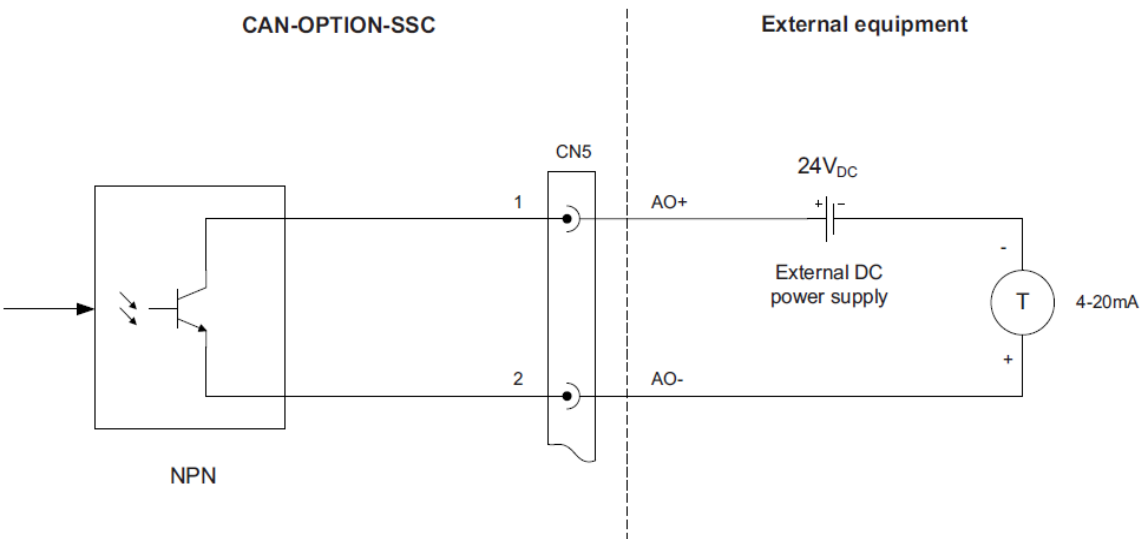 CAN-OPTION-SSC
External equipment
CN5
24VDC
1
AO+
+
-
-
External DC
power supply
T
4-20mA
+
2
AO-
NPN